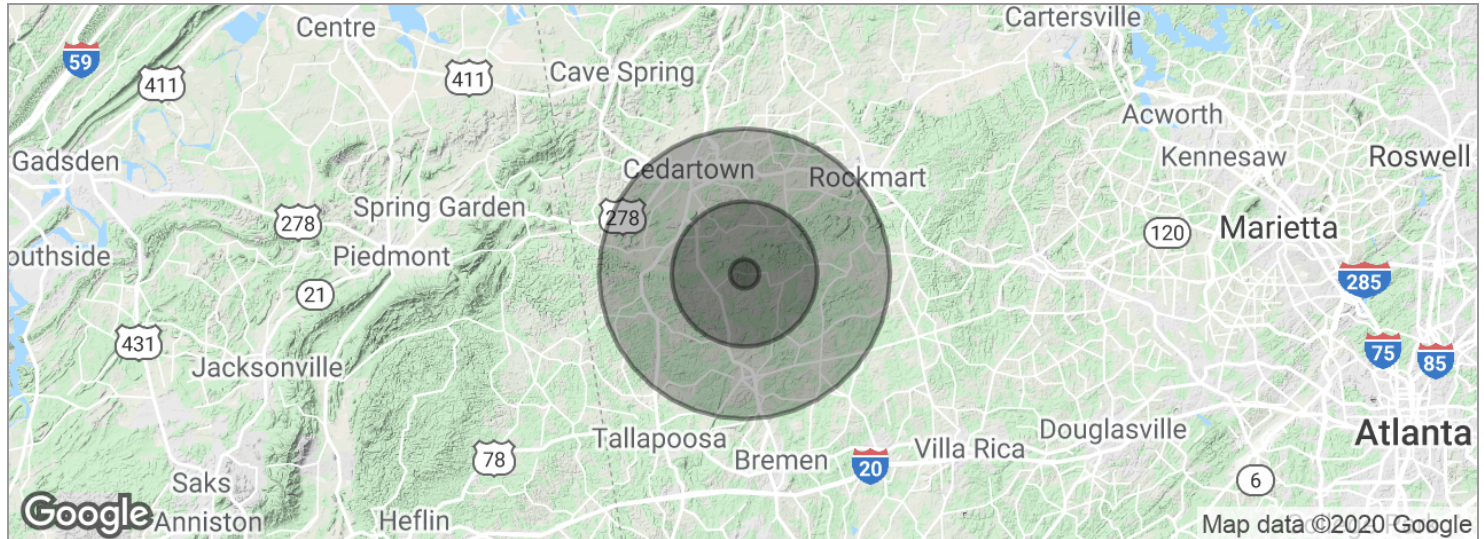 Cartersville
Centre
59
411
411
Cave Spring
Acworth
Gadsden
Cedartown
Rockmart
Kennesaw
Roswell
278
Spring Garden
278
120
Marietta
outhside
Piedmont
21
285
431
75
85
Jacksonville
Tallapoosa
Douglasville
Atlanta
78
Bremen
20
Villa Rica
6
Saks
Google
Anniston
Heflin
Map data ©2020 Google